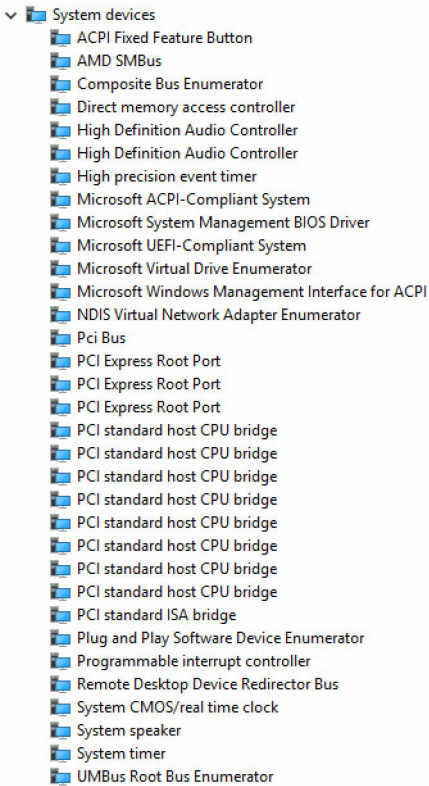 System devices
ACPI Fixed Feature Button
AMD SMBus
Composite Bus Enumerator
Direct memory access controller
High Definition Audio Controller
High Definition Audio Controller
High precision event timer
Microsoft ACPI-Compliant System
Microsoft System Management BIOS Driver
Microsoft UEFI-Compliant System
Microsoft Virtual Drive Enumerator
Microsoft Windows Management Interface for ACPI
NDIS Virtual Network Adapter Enumerator
Pci Bus
PCI Express Root Port
PCI Express Root Port
PCI Express Root Port
PCI standard host CPU bridge
PCI standard host CPU bridge
PCI standard host CPU bridge
PCI standard host CPU bridge
PCI standard host CPU bridge
PCI standard host CPU bridge
PCI standard host CPU bridge
PCI standard host CPU bridge
PCI standard ISA bridge
Plug and Play Software Device Enumerator
Programmable interrupt controller
Remote Desktop Device Redirector Bus
System CMOS/real time clock
System speaker
System timer
UMBus Root Bus Enumerator